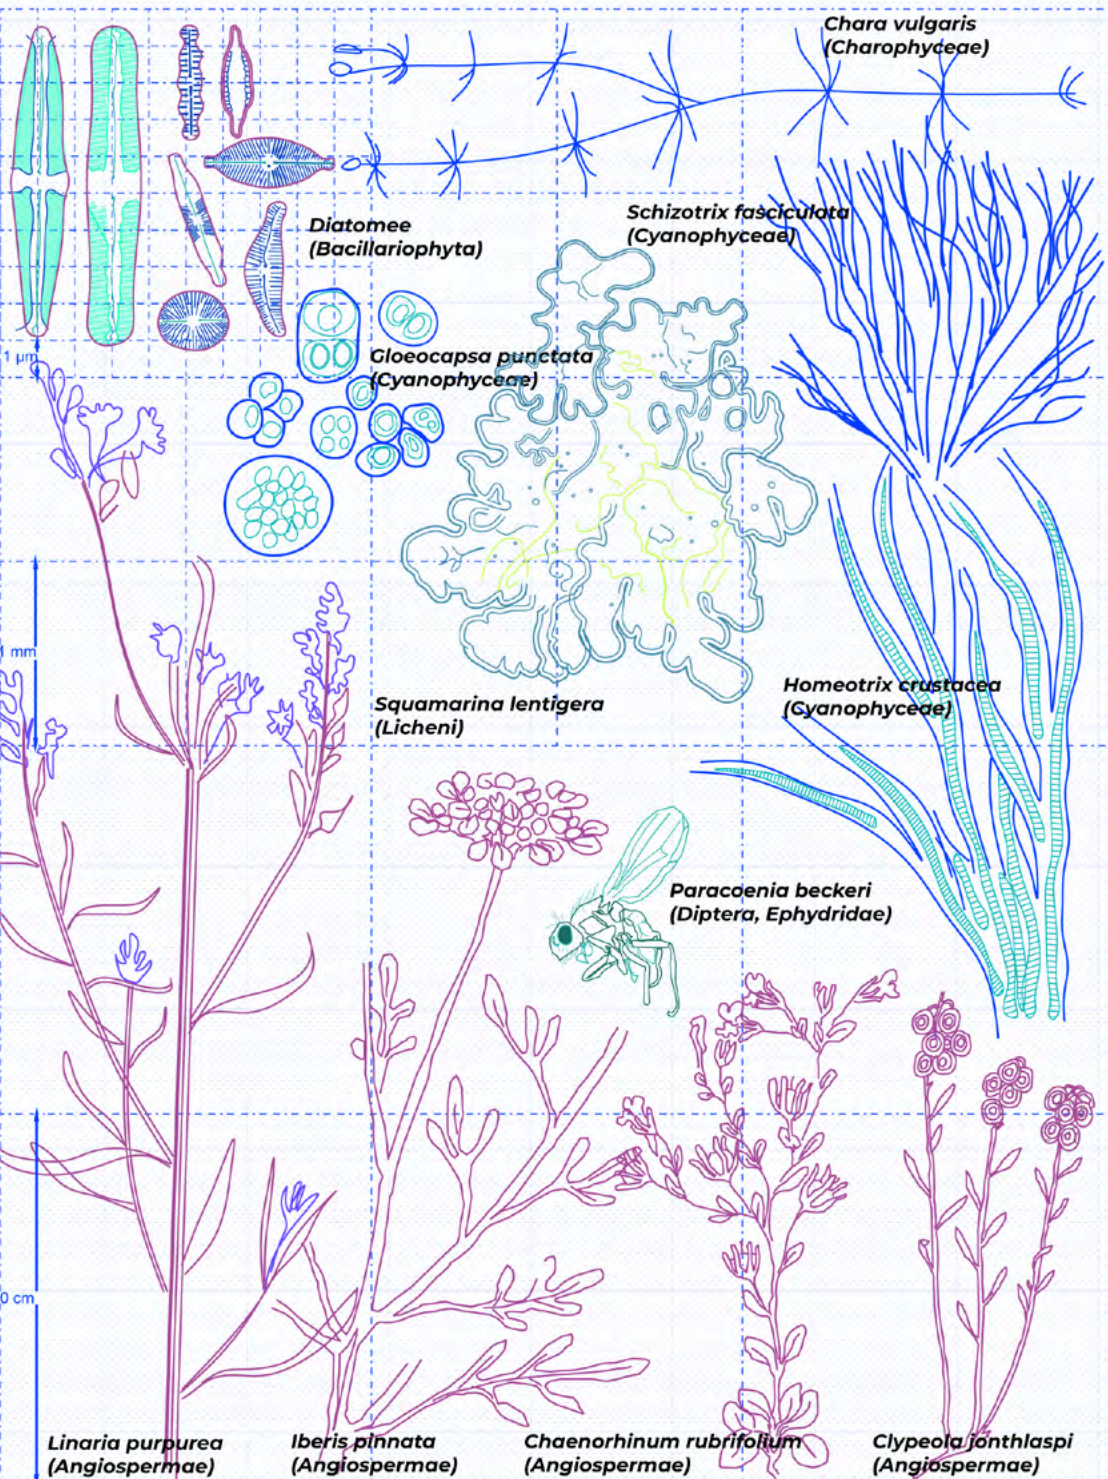 Chara vulgaris
(Charophyceae)
Diatomee
(Bacillariophyta)
Schizotrix fasciculata
(Cyanophyceae)
1 µm
Gloeocapsa punctata
(Cyanophyceae)
1 mm
Squamarina lentigera
(Licheni)
Homeotrix crustacea
(Cyanophyceae)
Paracoenia beckeri
(Diptera, Ephydridae)
0 cm
Linaria purpurea
(Angiospermae)
Iberis pinnata
(Angiospermae)
Chaenorhinum rubrifolium
(Angiospermae)
Clypeola jonthlaspi
(Angiospermae)